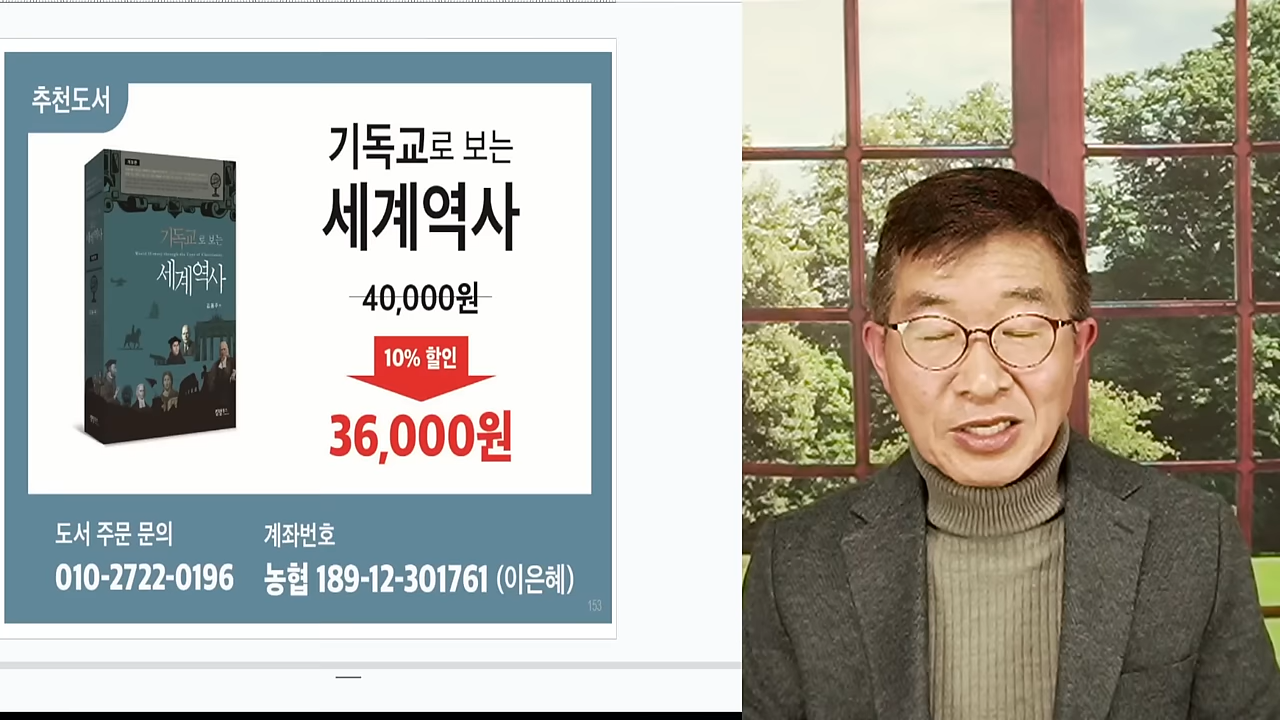 추천도서
기독교로 보는
세계역사
기독교로 보는
세계역사
40,000원
10% 할인
36,000원
도서 주문 문의
010-2722-0196
계좌번호
농협 189-12-301761 (이은혜)
153